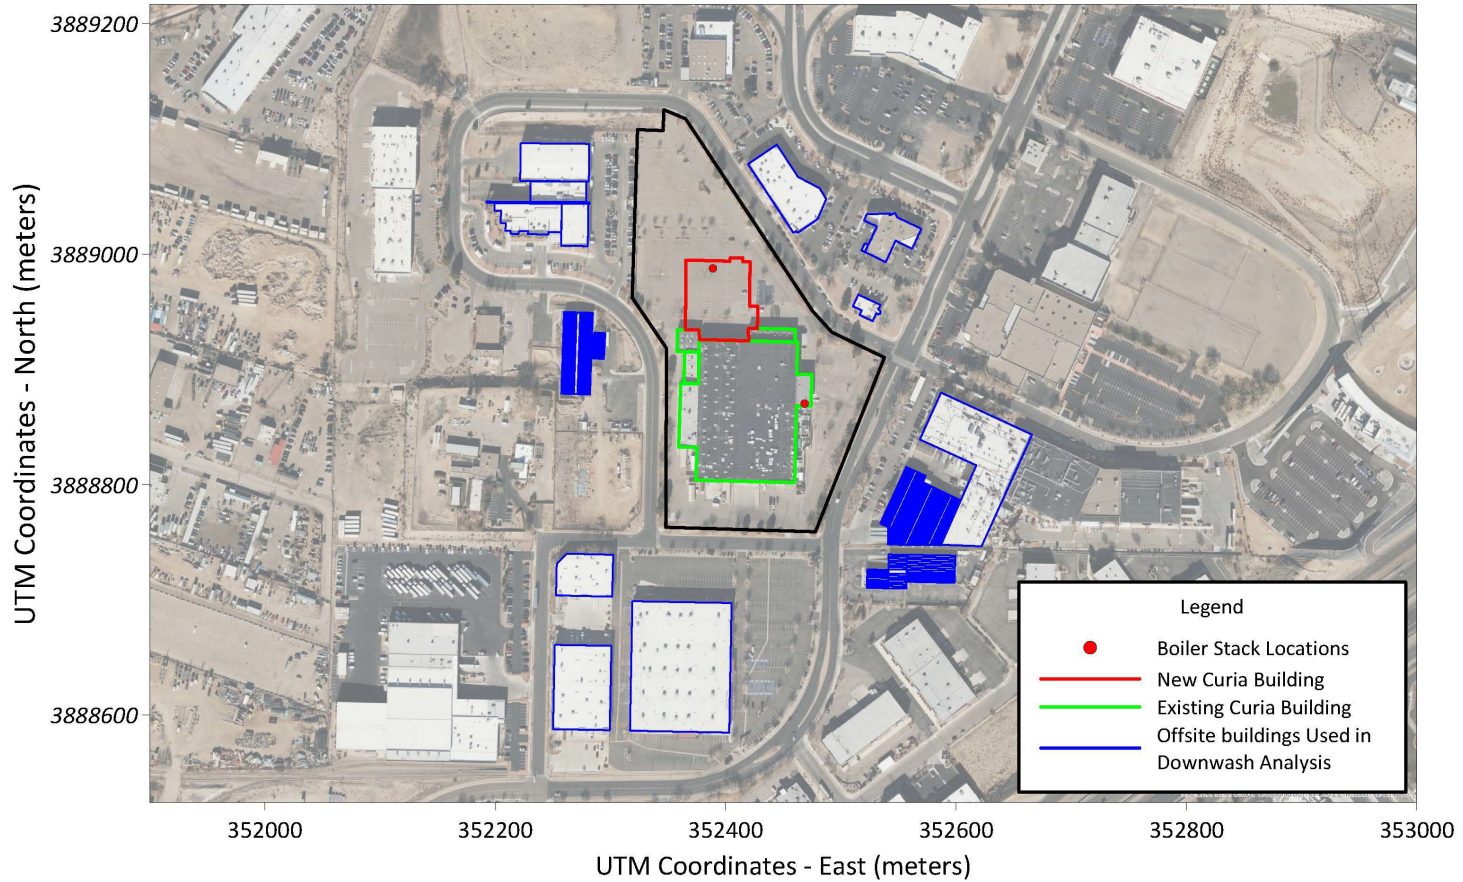 3889200
3889000
3888800
3888600
UTM Coordinates - North (meters)
352000
352200
352400
352600
352800
353000
UTM Coordinates - East (meters)
Legend
Boiler Stack Locations
New Curia Building
Existing Curia Building
Offsite buildings Used in
Downwash Analysis